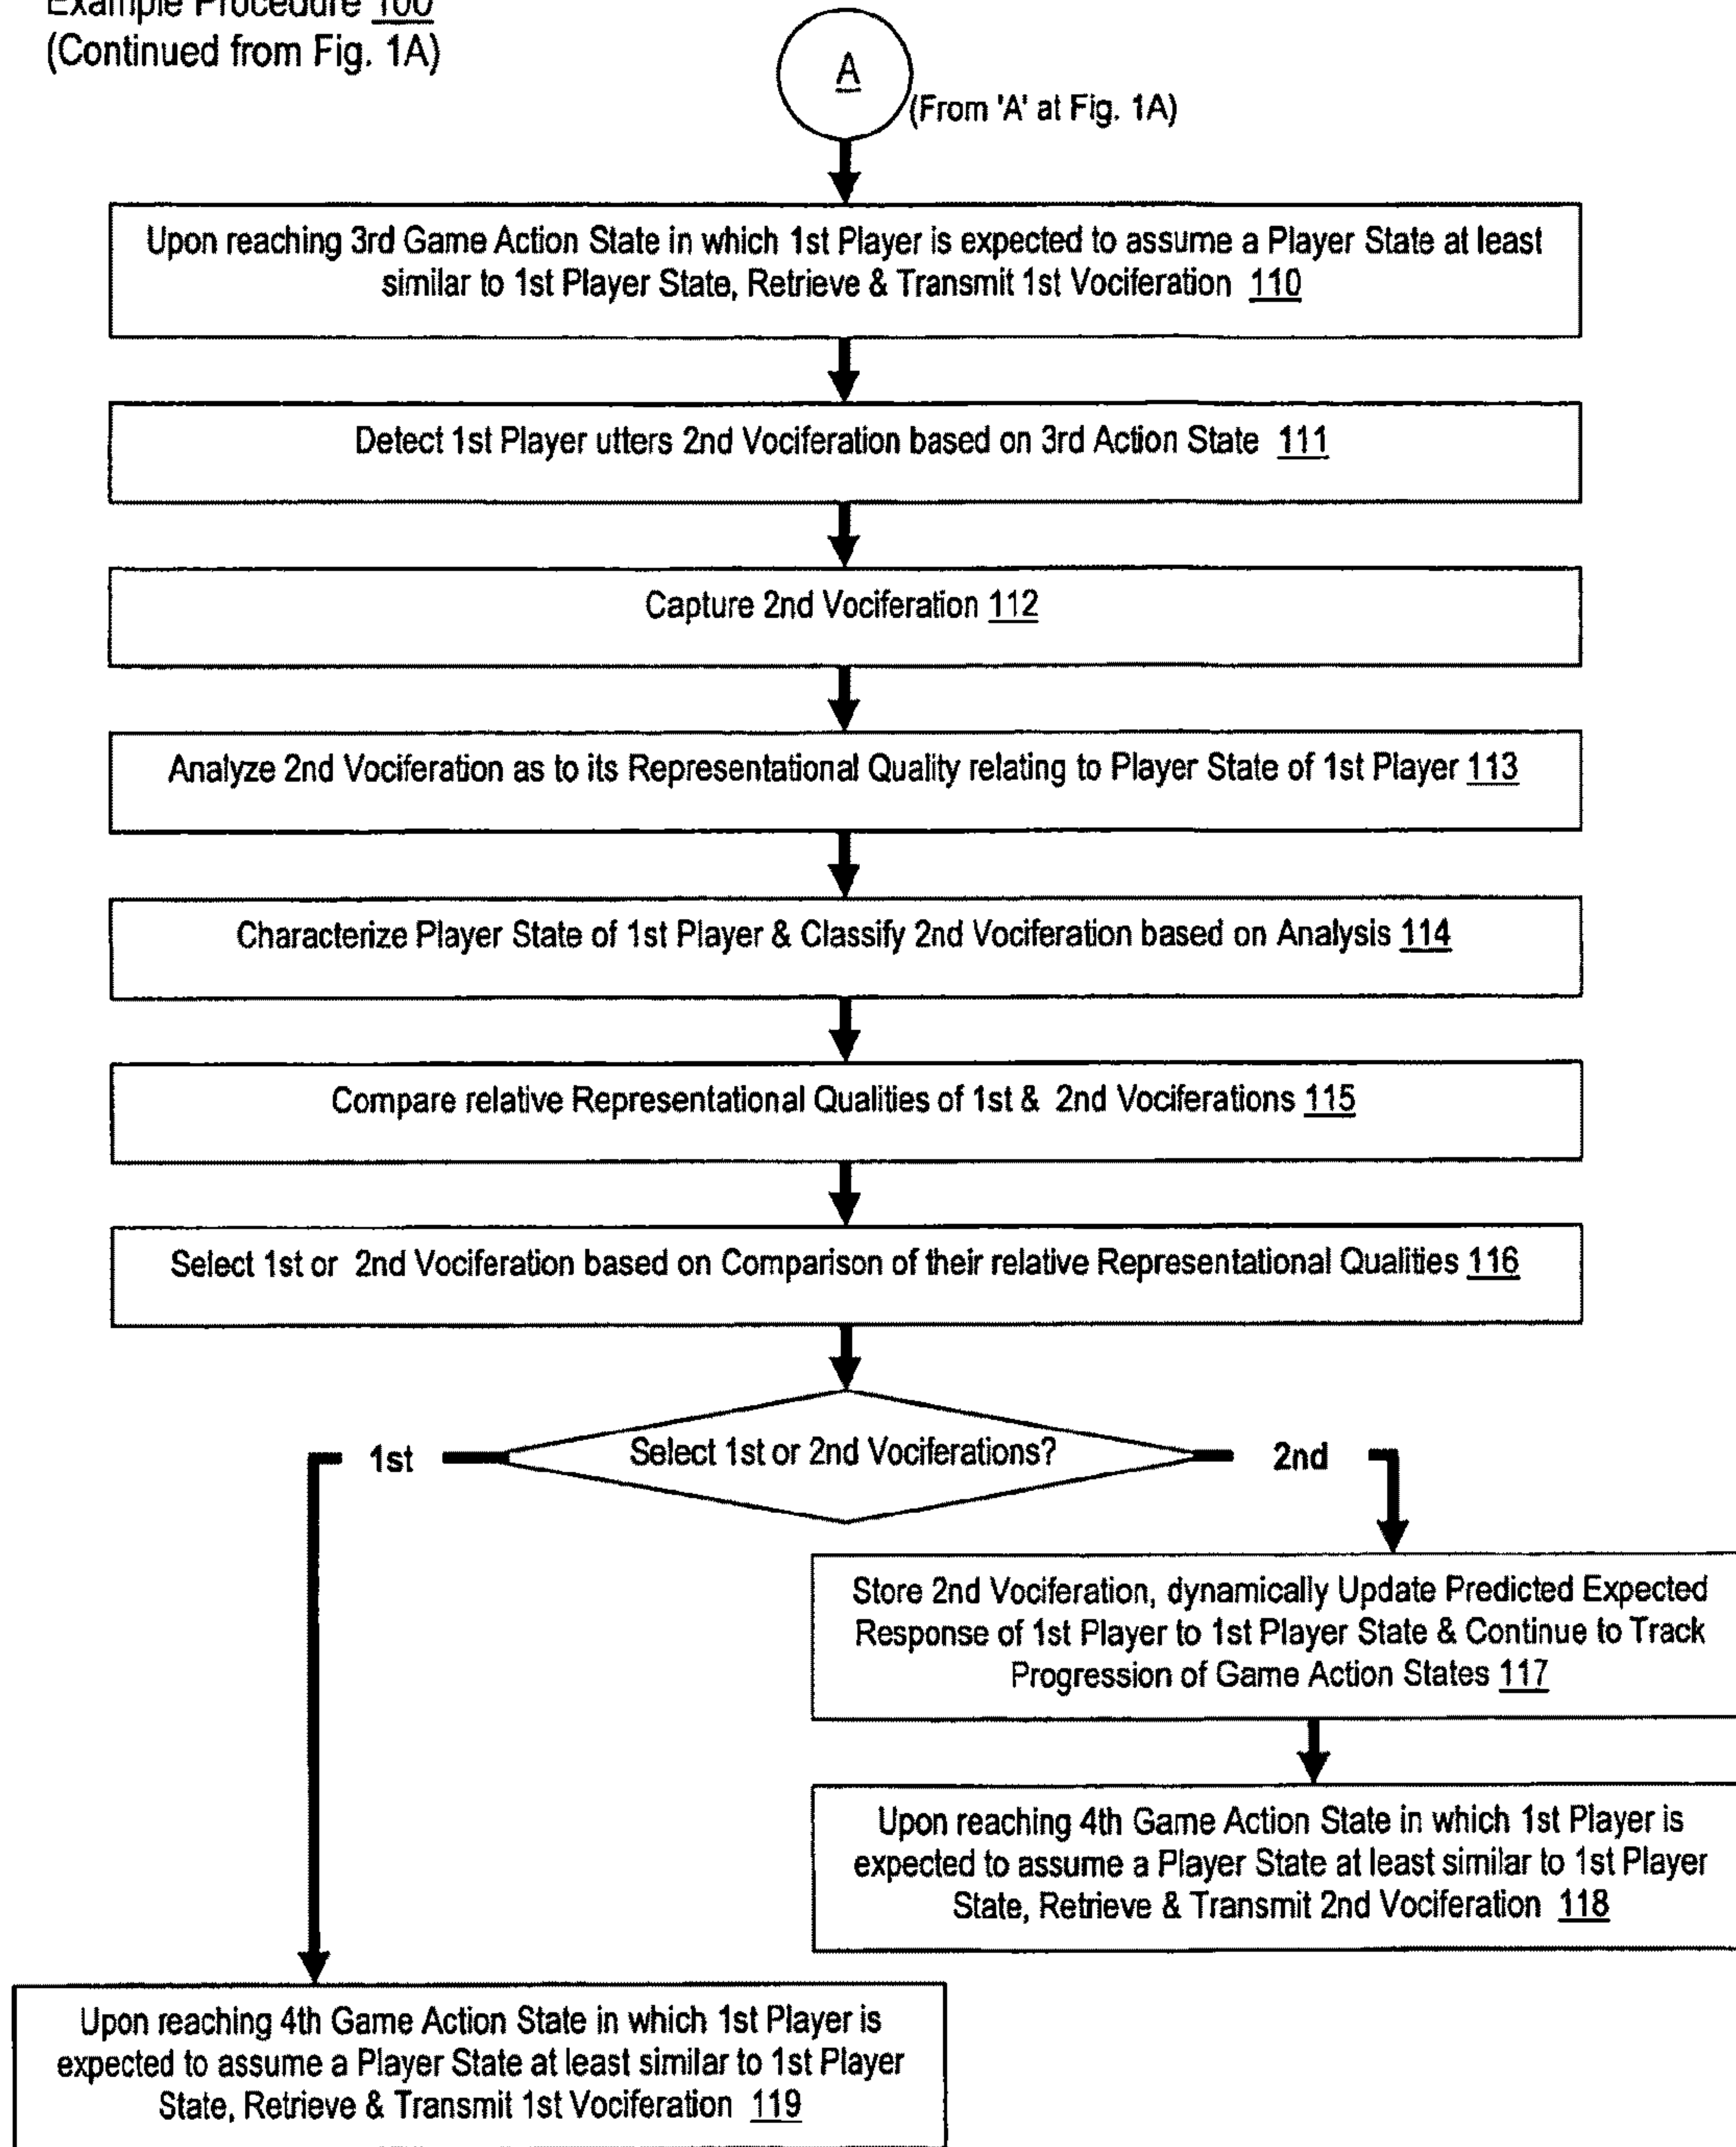 Example Procedure 100
(Continued from Fig. 1A)
A
(From 'A' at Fig. 1A)
Upon reaching 3rd Game Action State in which 1st Player is expected to assume a Player State at least
similar to 1st Player State, Retrieve & Transmit 1st Vociferation 110
Detect 1st Player utters 2nd Vociferation based on 3rd Action State 111
Capture 2nd Vociferation 112
Analyze 2nd Vociferation as to its Representational Quality relating to Player State of 1st Player 113
Characterize Player State of 1st Player & Classify 2nd Vociferation based on Analysis 114
Compare relative Representational Qualities of 1st & 2nd Vociferations 115
Select 1st or 2nd Vociferation based on Comparison of their relative Representational Qualities 116
Select 1st or 2nd Vociferations?
1st
2nd
Store 2nd Vociferation, dynamically Update Predicted Expected
Response of 1st Player to 1st Player State & Continue to Track
Progression of Game Action States 117
Upon reaching 4th Game Action State in which 1st Player is
expected to assume a Player State at least similar to 1st Player
State, Retrieve & Transmit 2nd Vociferation 118
Upon reaching 4th Game Action State in which 1st Player is
expected to assume a Player State at least similar to 1st Player
State, Retrieve & Transmit 1st Vociferation 119